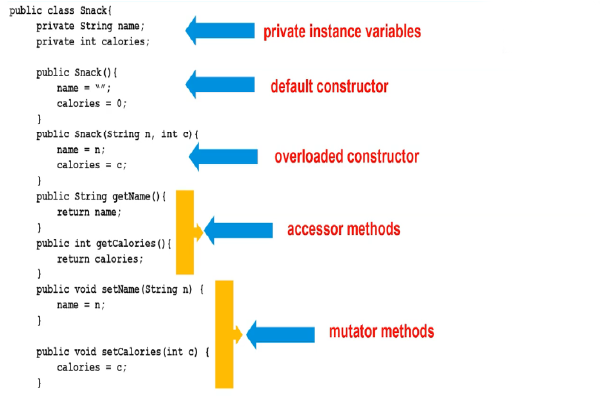 public class Snack{
private String name;
private int calories;
private instance variables
public Snack(){
name = “”;
calories = 0;
}
default constructor
public Snack(String n, int c){
name = n;
calories = c;
}
overloaded constructor
public String getName(){
return name;
}
public int getCalories(){
return calories;
}
accessor methods
public void setName(String n) {
name = n;
}
public void setCalories(int c) {
calories = c;
}
mutator methods